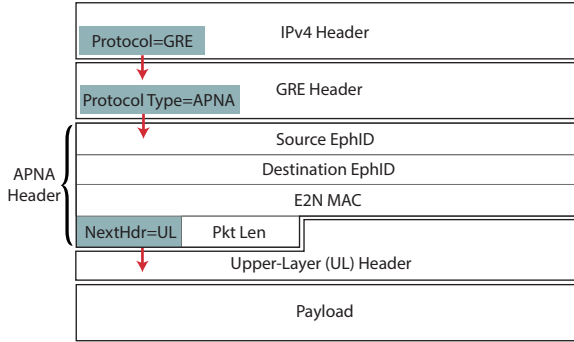 IPv4 Header
Protocol=GRE
GRE Header
Protocol Type=APNA
Source EphID
Destination EphID
APNA
Header
E2N MAC
NextHdr=UL
Pkt Len
Upper-Layer (UL) Header
Payload